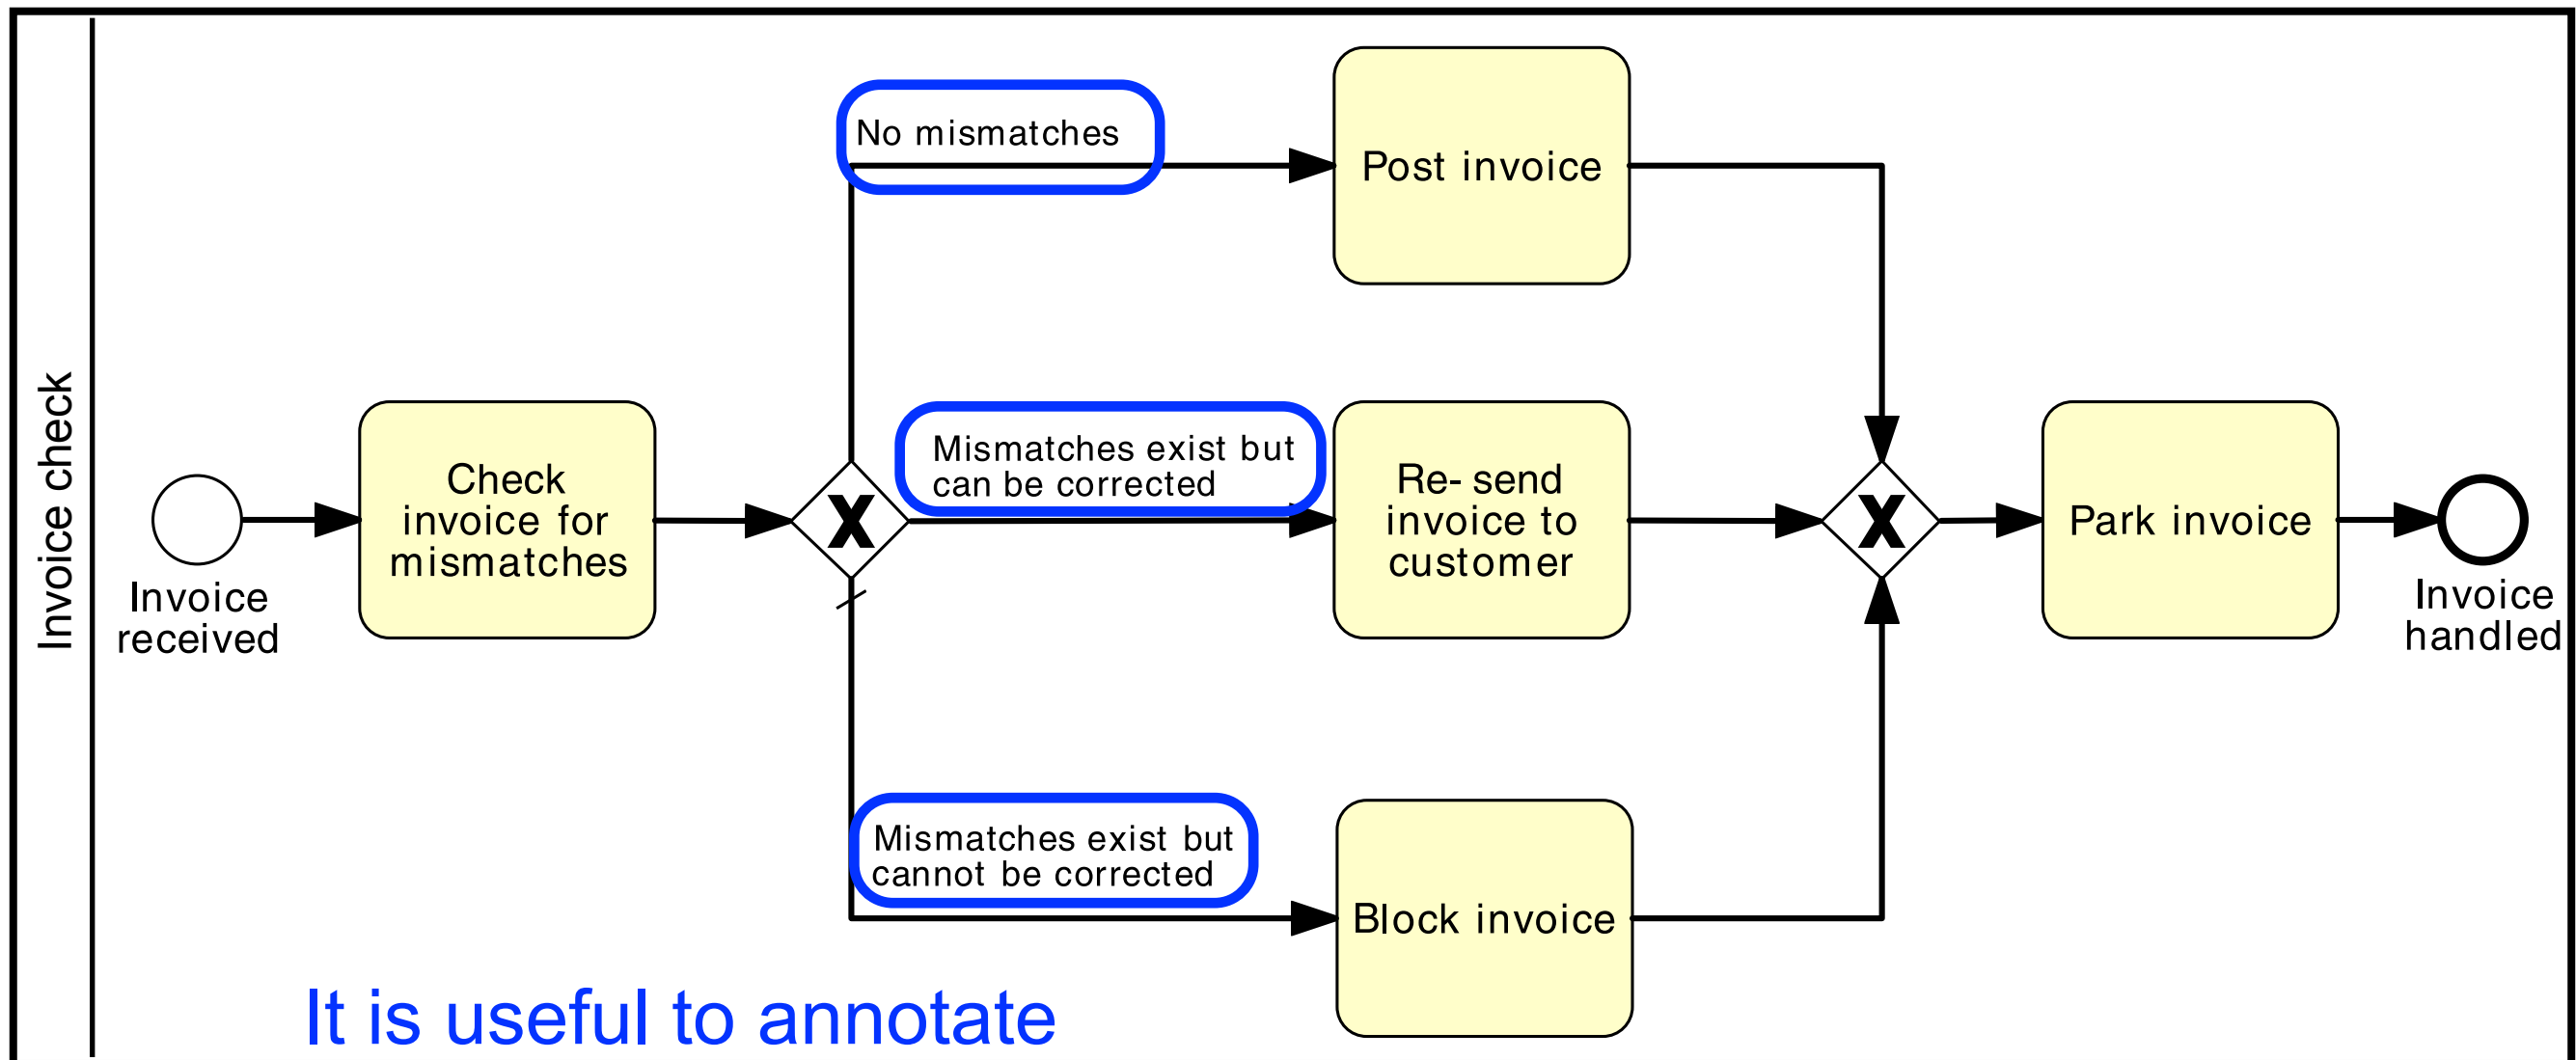 Invoice check
Invoice
received
Check
invoice for
mismatches
X
No mismatches
Mismatches exist but
can be corrected
Mismatches exist but
cannot be corrected
Post invoice
Re- send
invoice to
customer
Block invoice
X
Park invoice
Invoice
handled
It is useful to annotate